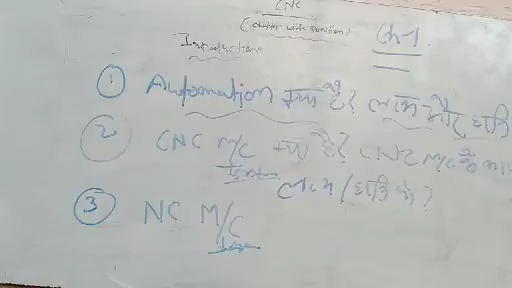 CNC
(Chapter wise question)
Ch-1.
Introduction
① Automation क्या है? लाभ और हानि
② CNC M/C क्या है? CNC M/C के
लाभ / हानि
③ NC M/C